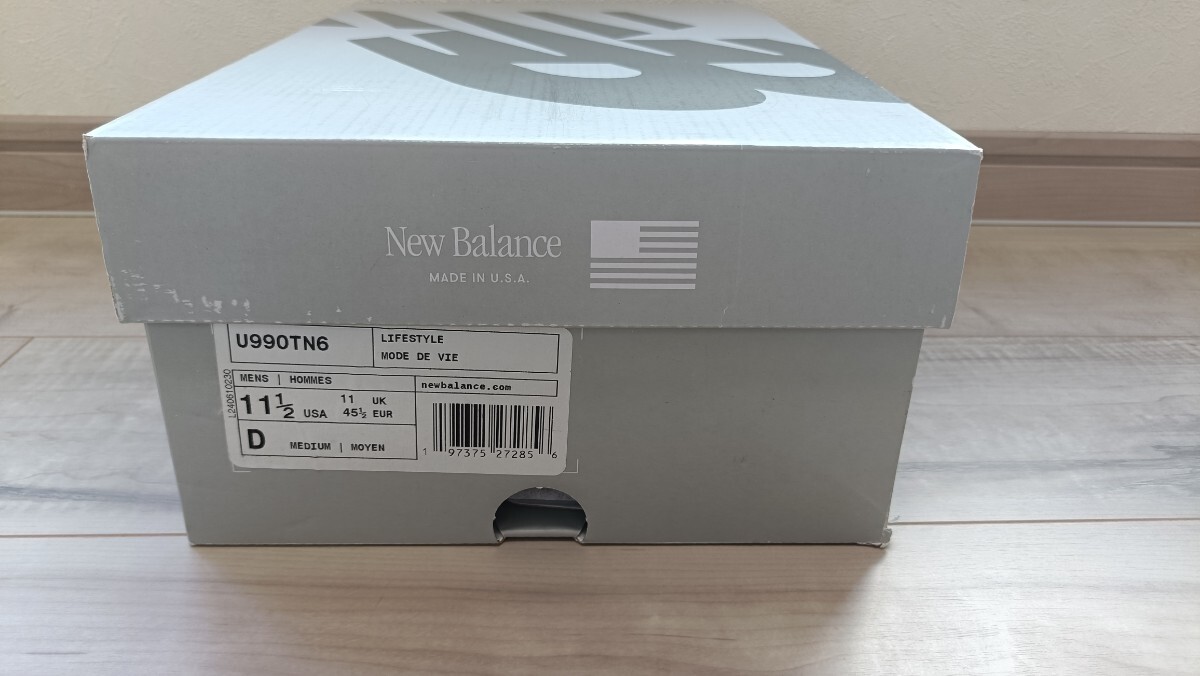 New Balance
MADE IN U.S.A.
U990TN6
LIFESTYLE
MODE DE VIE
MENS | HOMMES
newbalance.com
11½ USA 11 UK
45½ EUR
D MEDIUM | MOYEN
1 97375 27285 6
L240610230